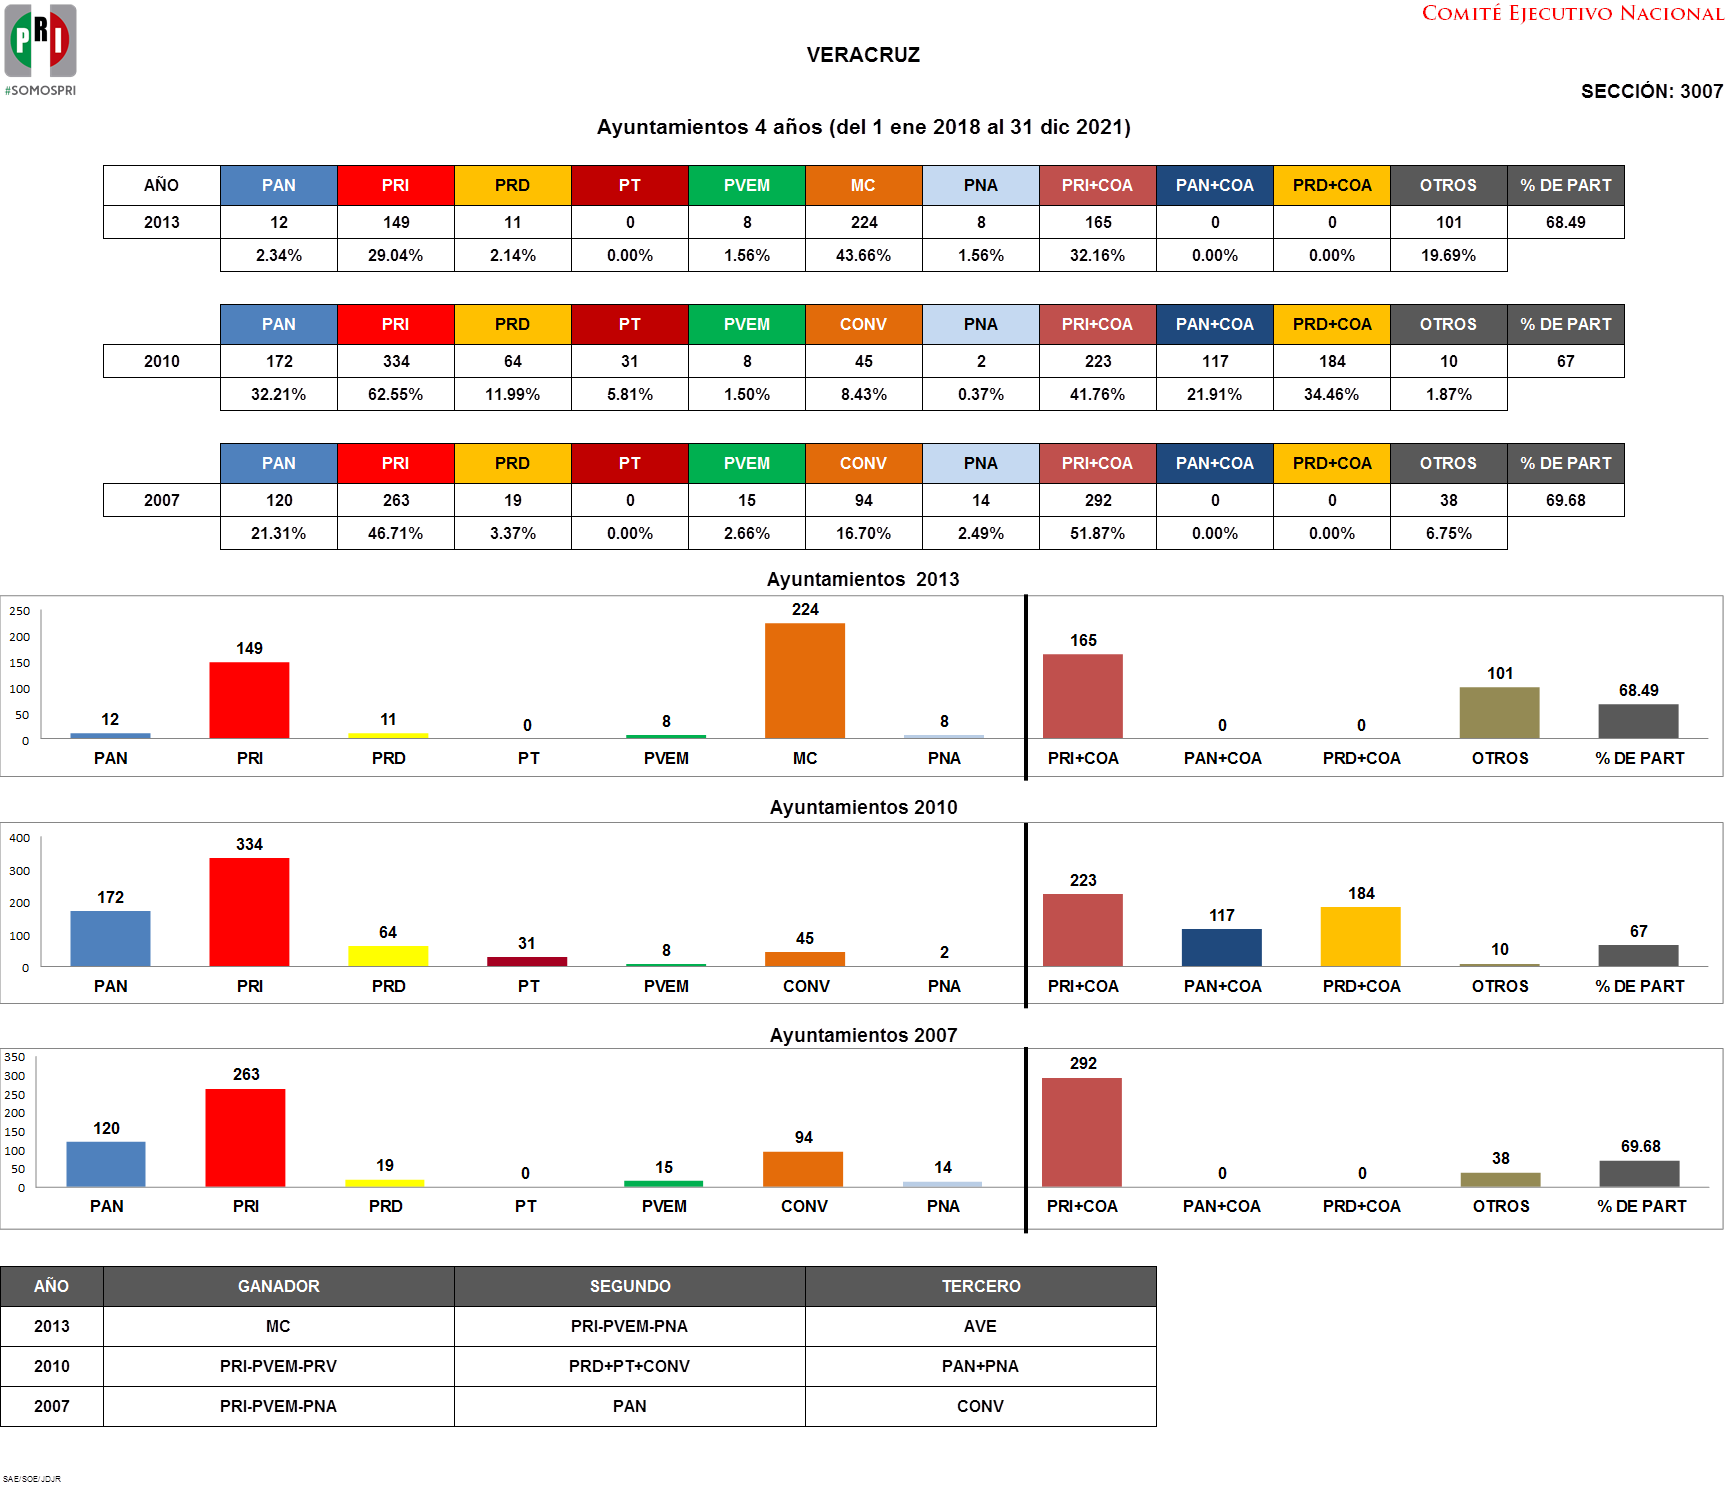 PRI
#SOMOSPRI
COMITÉ EJECUTIVO NACIONAL
VERACRUZ
SECCIÓN: 3007
Ayuntamientos 4 años (del 1 ene 2018 al 31 dic 2021)
AÑO PAN PRI PRD PT PVEM MC PNA PRI+COA PAN+COA PRD+COA OTROS % DE PART
2013 12 149 11 0 8 224 8 165 0 0 101 68.49
2.34% 29.04% 2.14% 0.00% 1.56% 43.66% 1.56% 32.16% 0.00% 0.00% 19.69%
PAN PRI PRD PT PVEM CONV PNA PRI+COA PAN+COA PRD+COA OTROS % DE PART
2010 172 334 64 31 8 45 2 223 117 184 10 67
32.21% 62.55% 11.99% 5.81% 1.50% 8.43% 0.37% 41.76% 21.91% 34.46% 1.87%
PAN PRI PRD PT PVEM CONV PNA PRI+COA PAN+COA PRD+COA OTROS % DE PART
2007 120 263 19 0 15 94 14 292 0 0 38 69.68
21.31% 46.71% 3.37% 0.00% 2.66% 16.70% 2.49% 51.87% 0.00% 0.00% 6.75%
Ayuntamientos 2013
250
200
150
100
50
0
12 149 11 0 8 224 8 165 0 0 101 68.49
PAN PRI PRD PT PVEM MC PNA PRI+COA PAN+COA PRD+COA OTROS % DE PART
Ayuntamientos 2010
400
300
200
100
0
172 334 64 31 8 45 2 223 117 184 10 67
PAN PRI PRD PT PVEM CONV PNA PRI+COA PAN+COA PRD+COA OTROS % DE PART
Ayuntamientos 2007
350
300
250
200
150
100
50
0
120 263 19 0 15 94 14 292 0 0 38 69.68
PAN PRI PRD PT PVEM CONV PNA PRI+COA PAN+COA PRD+COA OTROS % DE PART
AÑO GANADOR SEGUNDO TERCERO
2013 MC PRI-PVEM-PNA AVE
2010 PRI-PVEM-PRV PRD+PT+CONV PAN+PNA
2007 PRI-PVEM-PNA PAN CONV
SAE/SOE/JDJR